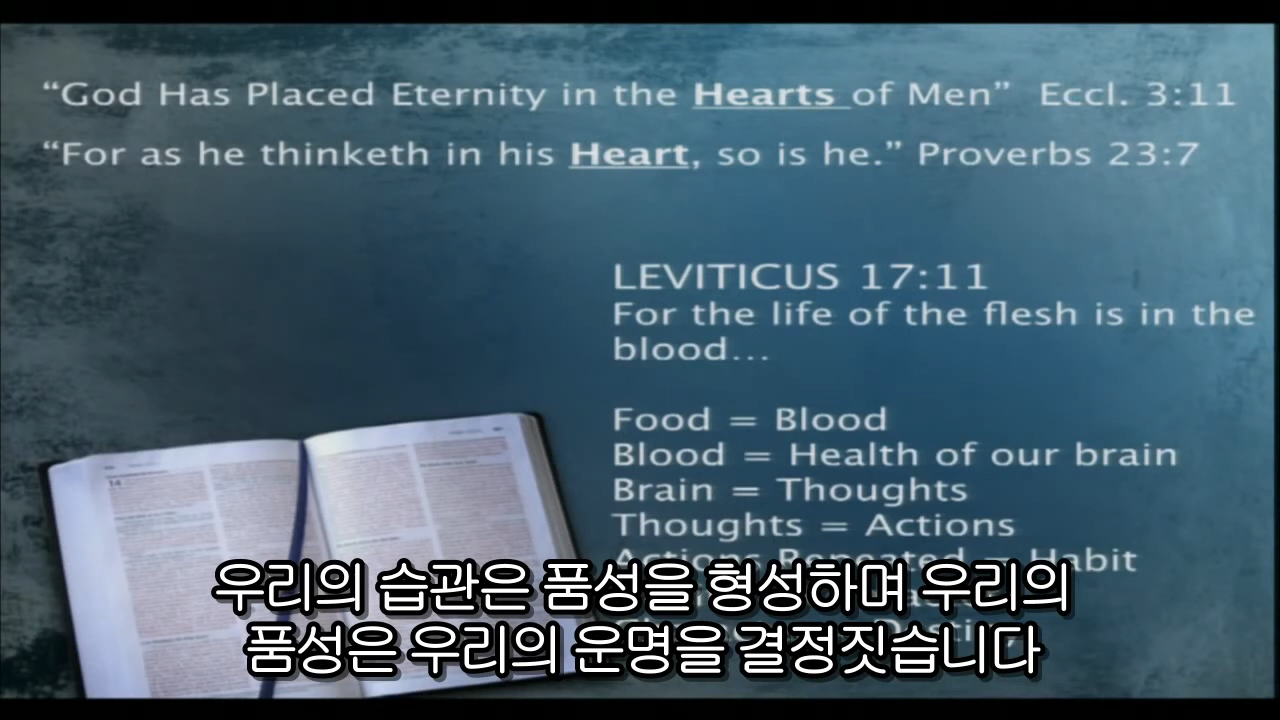 “God Has Placed Eternity in the Hearts of Men” Eccl. 3:11
“For as he thinketh in his Heart, so is he.” Proverbs 23:7
LEVITICUS 17:11
For the life of the flesh is in the
blood...
Food = Blood
Blood = Health of our brain
Brain = Thoughts
Thoughts = Actions
Actions Repeated = Habit
우리의 습관은 품성을 형성하며 우리의
품성은 우리의 운명을 결정짓습니다